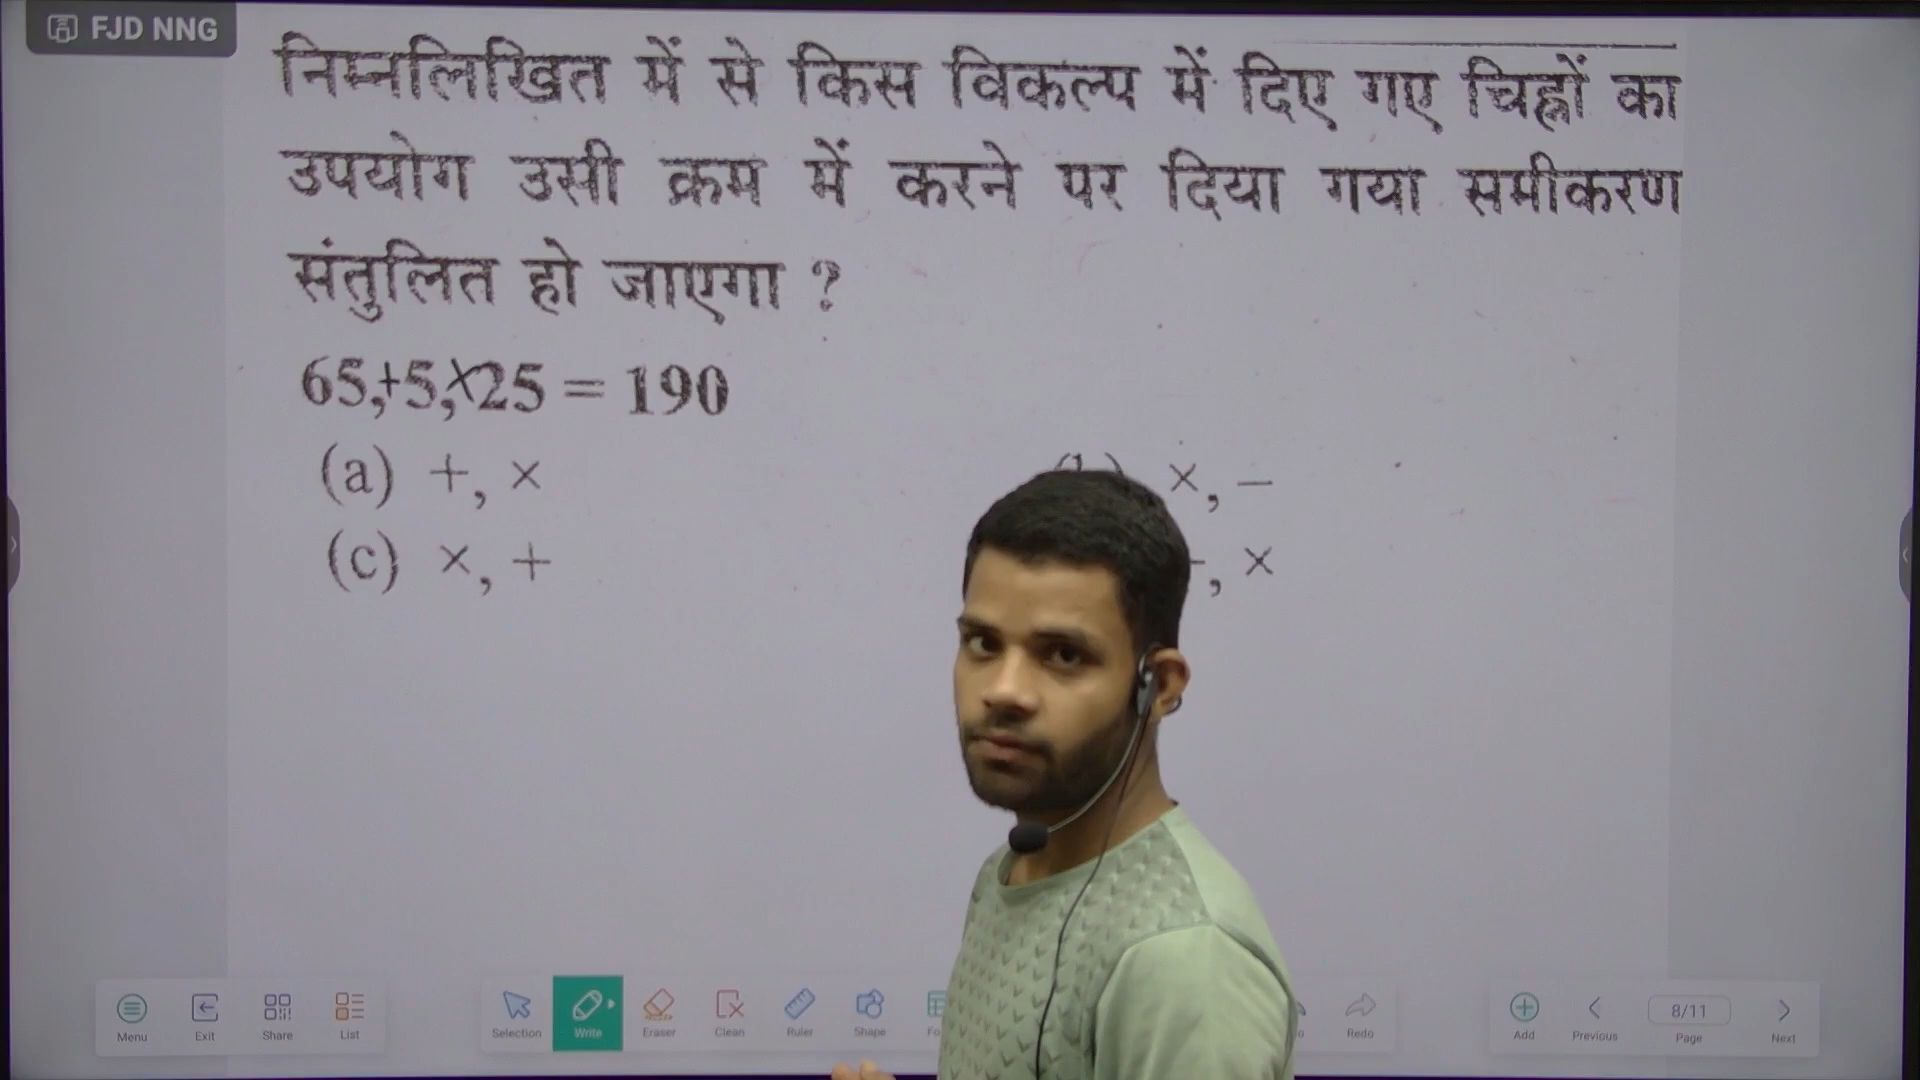 FJD NNG
निम्नलिखित में से किस विकल्प में दिए गए चिह्नों का
उपयोग उसी क्रम में करने पर दिया गया समीकरण
संतुलित हो जाएगा ?
65,+5,×25 = 190
(a) +, × ×, −
(c) ×, + , ×
Menu Exit Share List Selection Write Eraser Clean Ruler Shape Redo Add Previous 8/11 Page Next